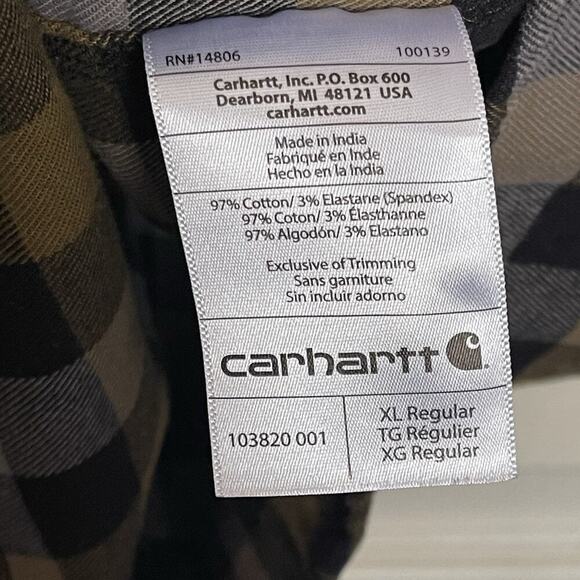 RN#14806 100139
Carhartt, Inc. P.O. Box 600
Dearborn, MI 48121 USA
carhartt.com
Made in India
Fabriqué en Inde
Hecho en la India
97% Cotton/ 3% Elastane (Spandex)
97% Coton/ 3% Élasthanne
97% Algodón/ 3% Elastano
Exclusive of Trimming
Sans garniture
Sin incluir adorno
carhartt
103820 001
XL Regular
TG Régulier
XG Regular